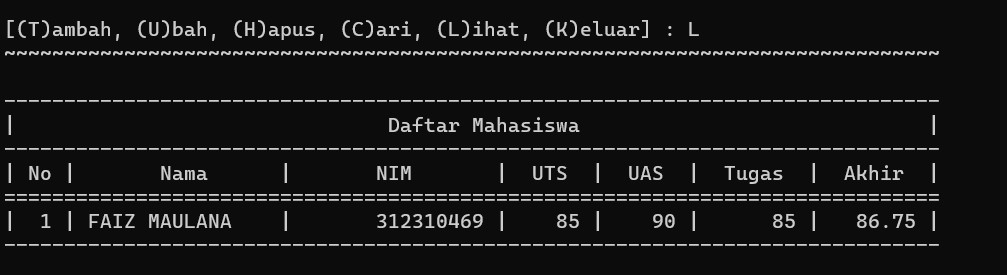 [(T)ambah, (U)bah, (H)apus, (C)ari, (L)ihat, (K)eluar] : L
~~~~~~~~~~~~~~~~~~~~~~~~~~~~~~~~~~~~~~~~~~~~~~~~~~~~~~~~~~~~~~~~~~~~~~~~~~~~~~
------------------------------------------------------------------------------
|                               Daftar Mahasiswa                             |
------------------------------------------------------------------------------
| No |       Nama      |       NIM       |  UTS  |  UAS  |  Tugas  |  Akhir  |
==============================================================================
|  1 | FAIZ MAULANA    |       312310469 |    85 |    90 |      85 |   86.75 |
------------------------------------------------------------------------------